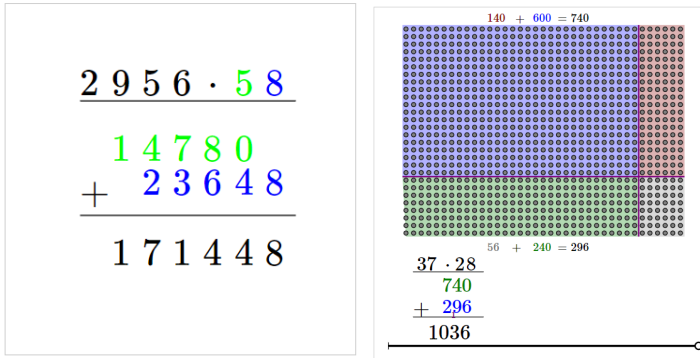 2956 · 58
14780
+ 23648
171448
140 + 600 = 740
56 + 240 = 296
37 · 28
740
+ 296
1036